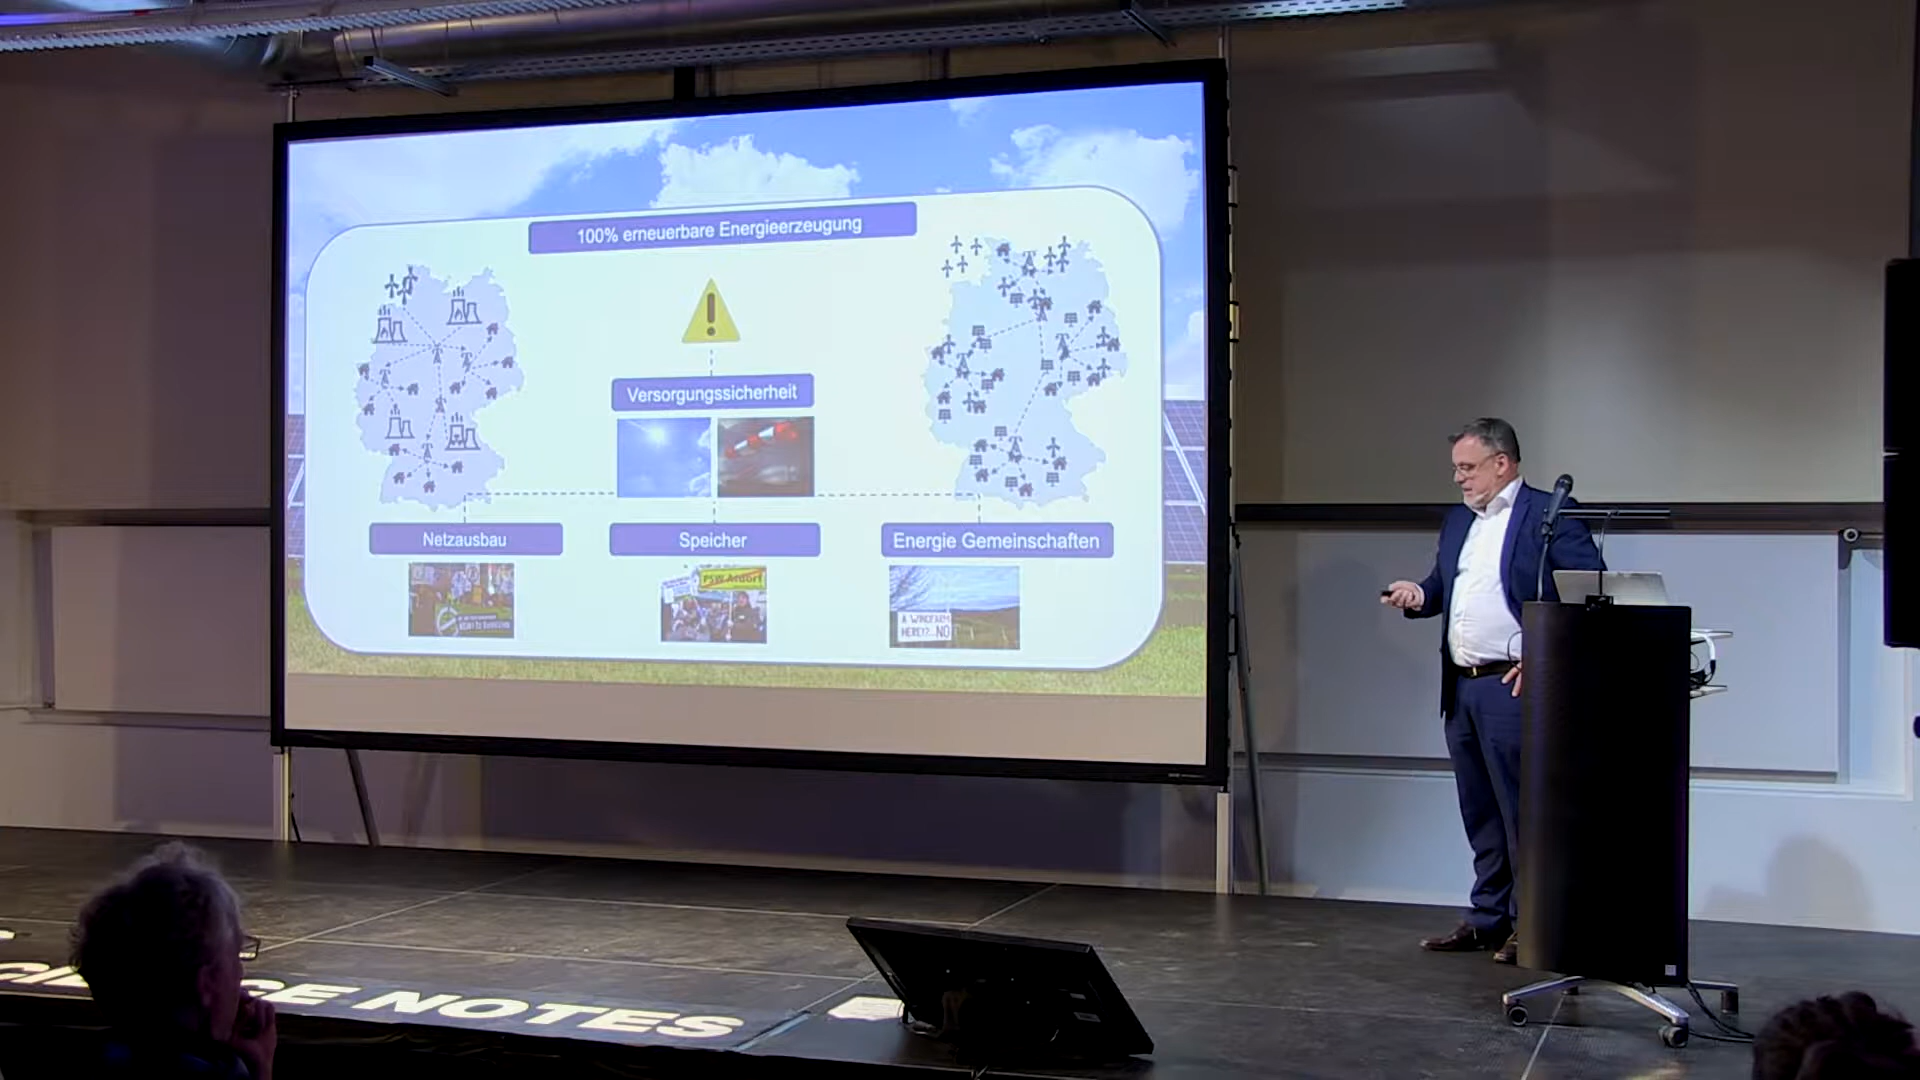 100% erneuerbare Energieerzeugung
Versorgungssicherheit
Netzausbau
Speicher
Energie Gemeinschaften
PSW Atdorf
A WINDFARM
HERE!?..NO
NOTES